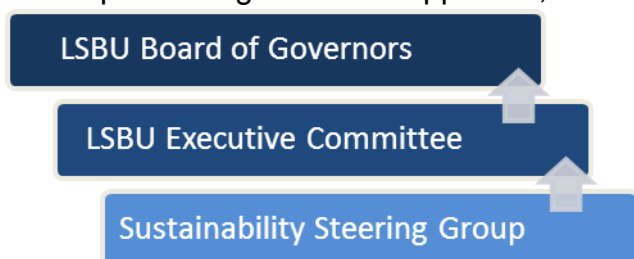 LSBU Board of Governors
LSBU Executive Committee
Sustainability Steering Group